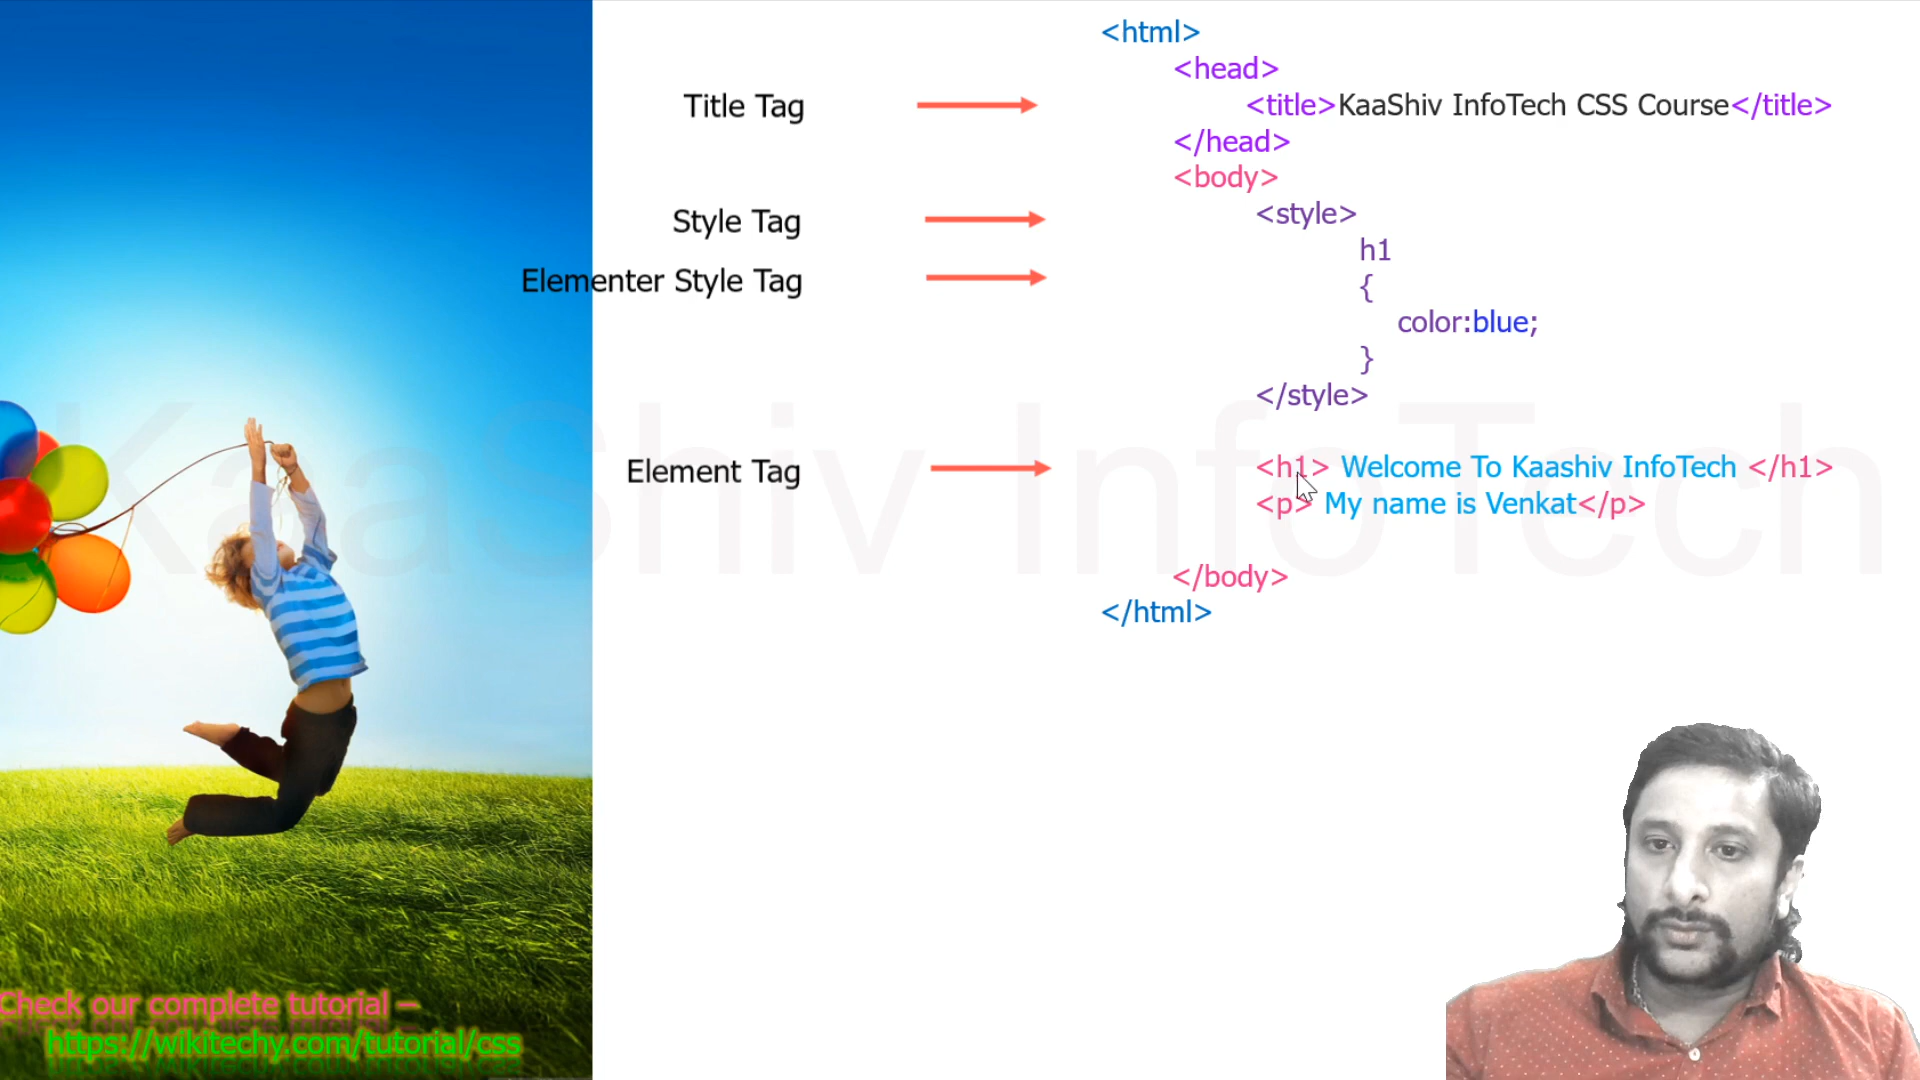 <html>
<head>
Title Tag
<title>KaaShiv InfoTech CSS Course</title>
</head>
<body>
Style Tag
<style>
h1
Elementer Style Tag
{
color:blue;
}
</style>
KaaShiv InfoTech
Element Tag
<h1> Welcome To Kaashiv InfoTech </h1>
<p> My name is Venkat</p>
</body>
</html>
Check our complete tutorial –
https://wikitechy.com/tutorial/css